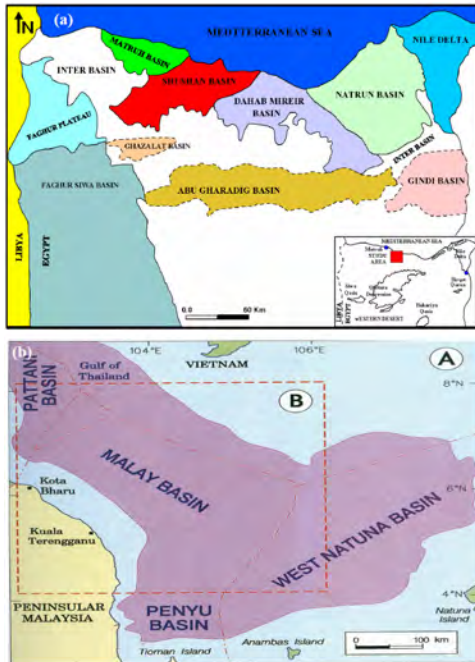 N
(a)
MEDITERRANEAN SEA
NILE DELTA
MATRUH BASIN
INTER BASIN
SHUSHAN BASIN
NATRUN BASIN
DAHAB MIREIR
BASIN
FAGHUR PLATEAU
GHAZALAT BASIN
INTER BASIN
FAGHUR SIWA BASIN
ABU GHARADIG BASIN
GINDI BASIN
LIBYA
EGYPT
MEDITERRANEAN SEA
Matruh
STUDY
AREA
Nile
Delta
LIBYA
EGYPT
WESTERN DESERT
0.0
60 Km
(b)
104°E
106°E
VIETNAM
A
8°N
PATTANI
BASIN
Gulf of
Thailand
B
MALAY BASIN
Kota
Bharu
6°N
Kuala
Terengganu
WEST NATUNA BASIN
PENINSULAR
MALAYSIA
PENYU
BASIN
4°N
Natuna
Island
Tioman Island
Anambas Island
0
100 km